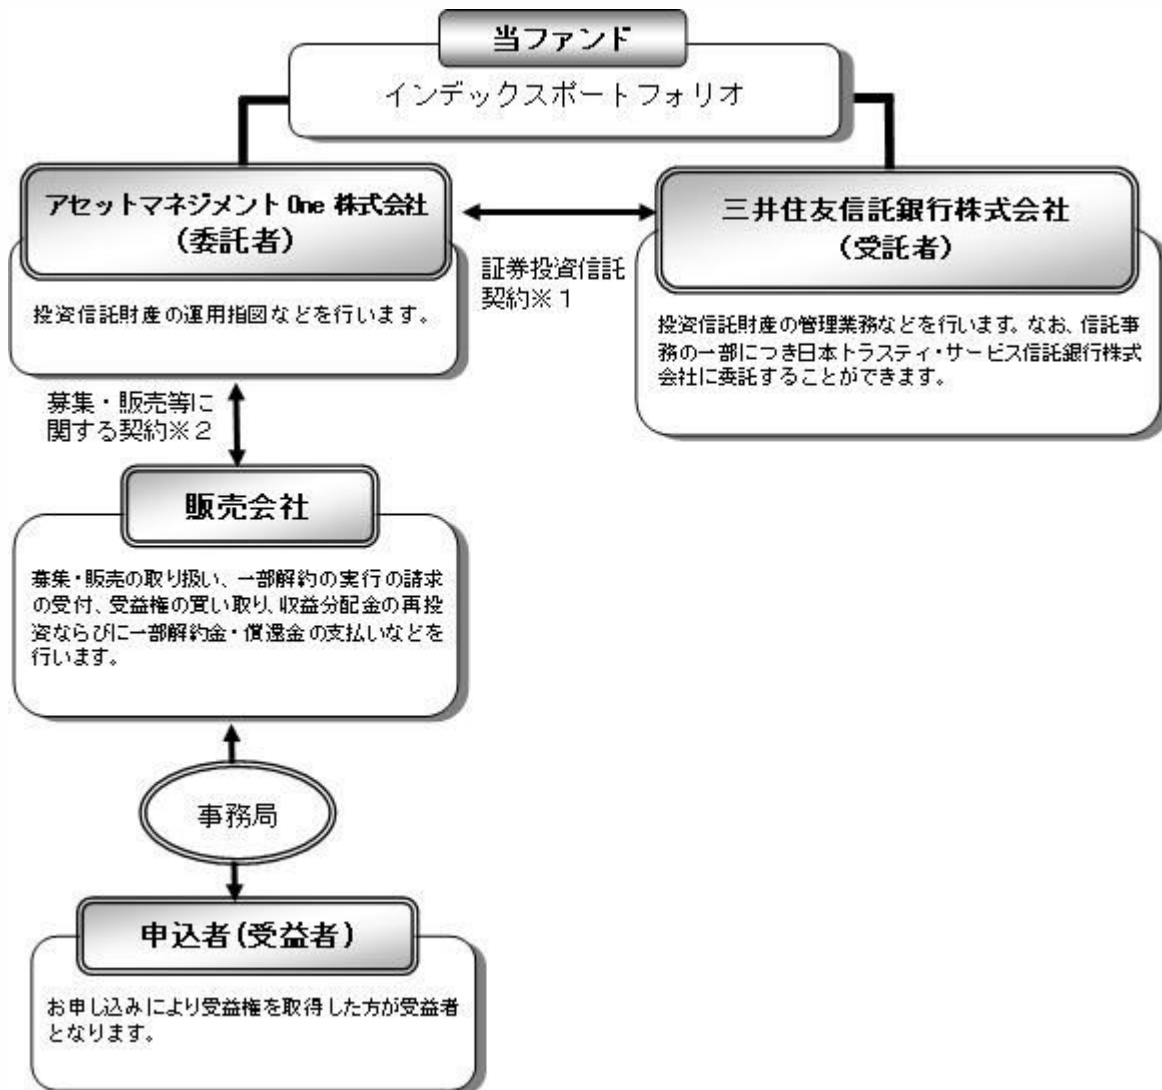 当ファンド
インデックスポートフォリオ
アセットマネジメント One 株式会社
(委託者)
投資信託財産の運用指図などを行います。
証券投資信託
契約※1
三井住友信託銀行株式会社
(受託者)
投資信託財産の管理業務などを行います。なお、信託事
務の一部につき日本トラスティ・サービス信託銀行株式
会社に委託することができます。
募集・販売等に
関する契約※2
販売会社
募集・販売の取り扱い、一部解約の実行の請求
の受付、受益権の買い取り、収益分配金の再投
資ならびに一部解約金・償還金の支払いなどを
行います。
事務局
申込者(受益者)
お申し込みにより受益権を取得した方が受益者
となります。